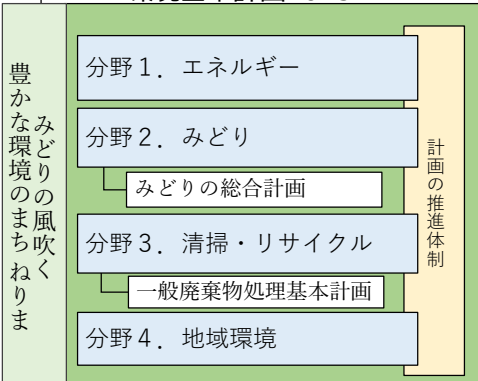 みどりの風吹く
豊かな環境のまち ねりま
分野１．エネルギー
分野２．みどり
みどりの総合計画
分野３．清掃・リサイクル
一般廃棄物処理基本計画
分野４．地域環境
計画の推進体制